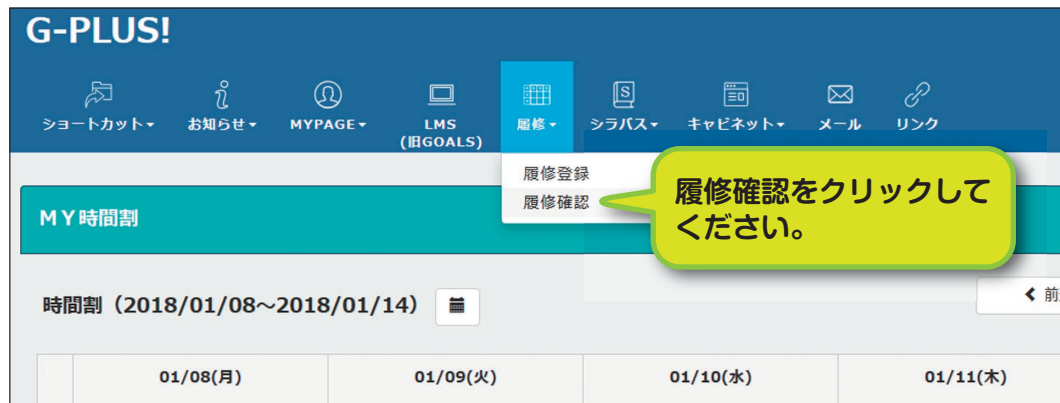 G-PLUS!
ショートカット
お知らせ
MYPAGE
LMS
(旧GOALS)
履修
シラバス
キャビネット
メール
リンク
履修登録
履修確認
履修確認をクリックして
ください。
MY時間割
時間割（2018/01/08～2018/01/14）
前
01/08(月)
01/09(火)
01/10(水)
01/11(木)